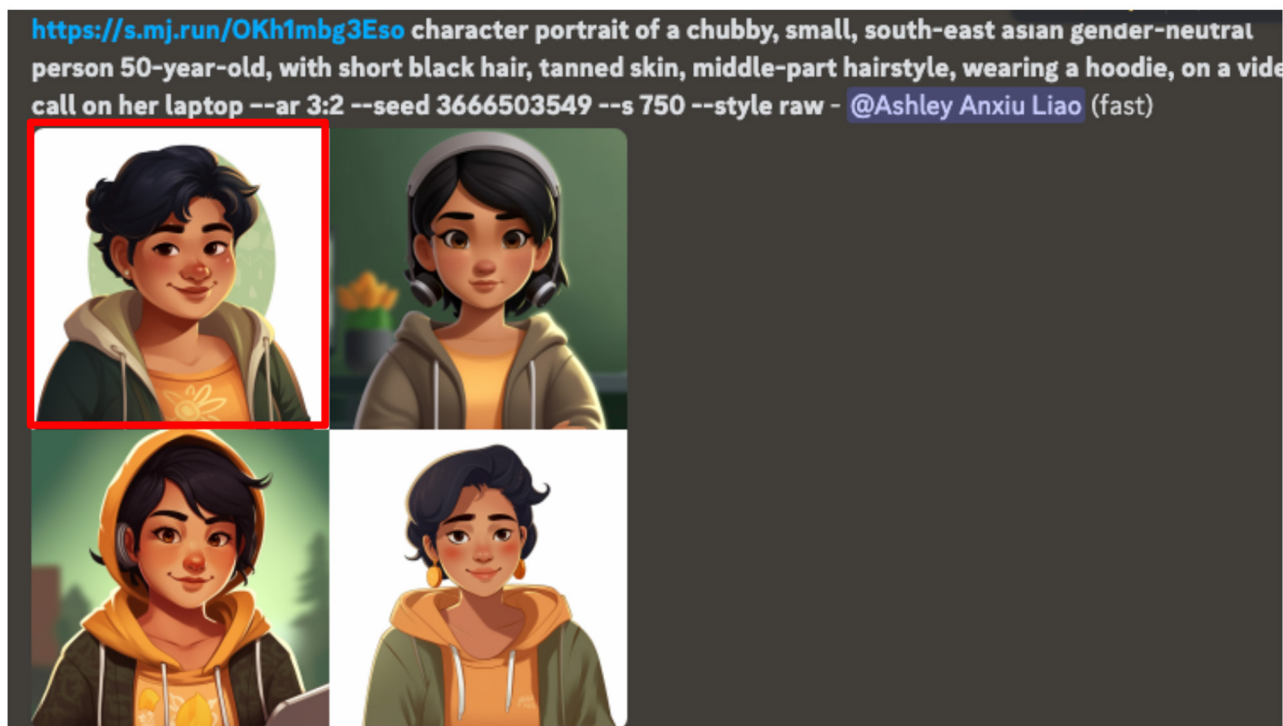 https://s.mj.run/OKh1mbg3Eso character portrait of a chubby, small, south-east asian gender-neutral
person 50-year-old, with short black hair, tanned skin, middle-part hairstyle, wearing a hoodie, on a vide
call on her laptop --ar 3:2 --seed 3666503549 --s 750 --style raw - @Ashley Anxiu Liao (fast)